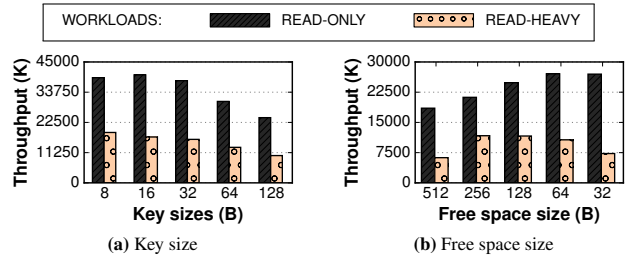 WORKLOADS: READ-ONLY READ-HEAVY
Throughput (K)
45000
33750
22500
11250
0
8 16 32 64 128
Key sizes (B)
(a) Key size
Throughput (K)
30000
22500
15000
7500
0
512 256 128 64 32
Free space size (B)
(b) Free space size